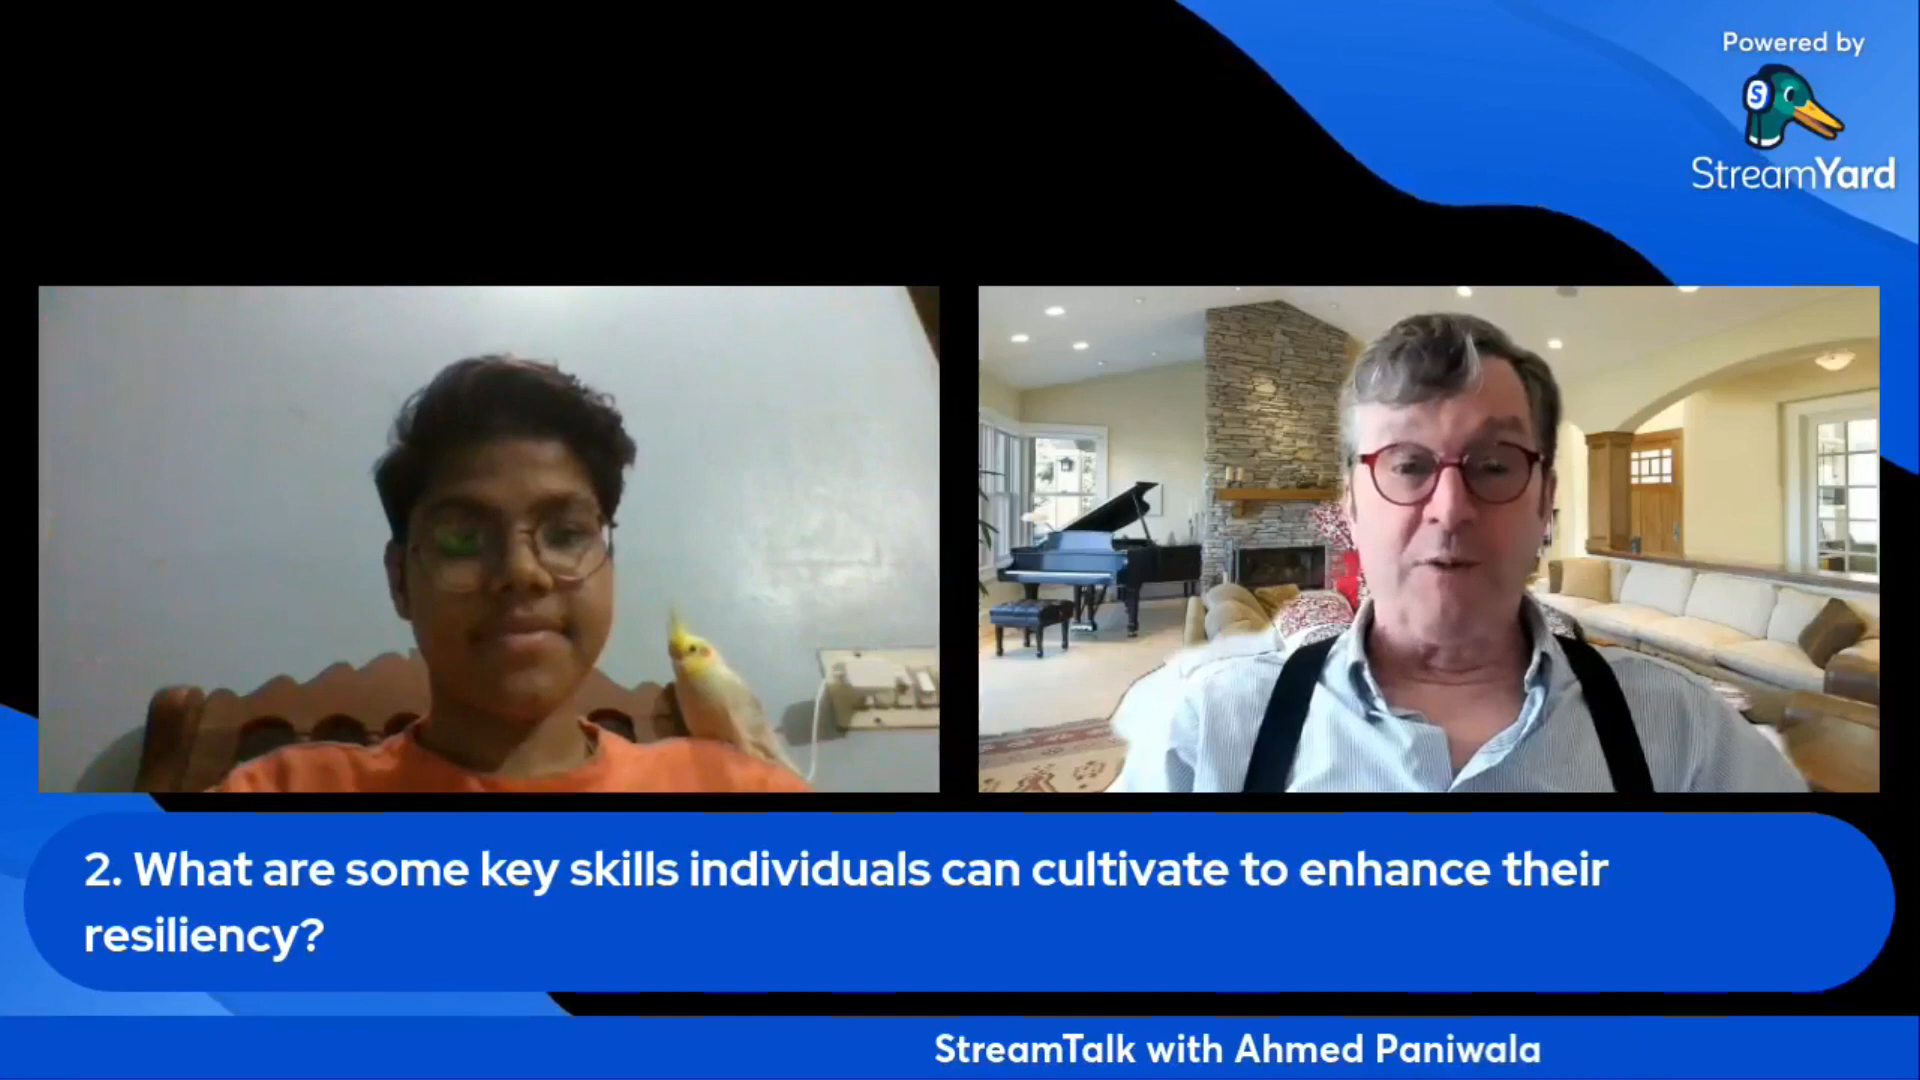 Powered by
S
StreamYard
2. What are some key skills individuals can cultivate to enhance their
resiliency?
StreamTalk with Ahmed Paniwala